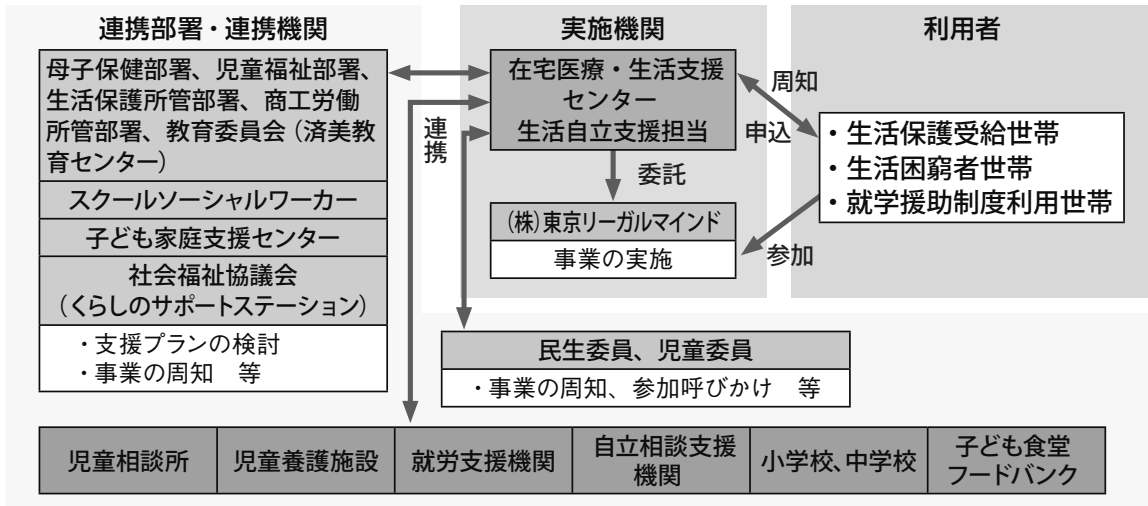 連携部署・連携機関
母子保健部署、児童福祉部署、
生活保護所管部署、商工労働
所管部署、教育委員会（済美教
育センター）
スクールソーシャルワーカー
子ども家庭支援センター
社会福祉協議会
（くらしのサポートステーション）
・支援プランの検討
・事業の周知　等
連携
実施機関
在宅医療・生活支援
センター
生活自立支援担当
委託
（株）東京リーガルマインド
事業の実施
周知
申込
参加
利用者
・生活保護受給世帯
・生活困窮者世帯
・就学援助制度利用世帯
民生委員、児童委員
・事業の周知、参加呼びかけ　等
児童相談所
児童養護施設
就労支援機関
自立相談支援
機関
小学校、中学校
子ども食堂
フードバンク